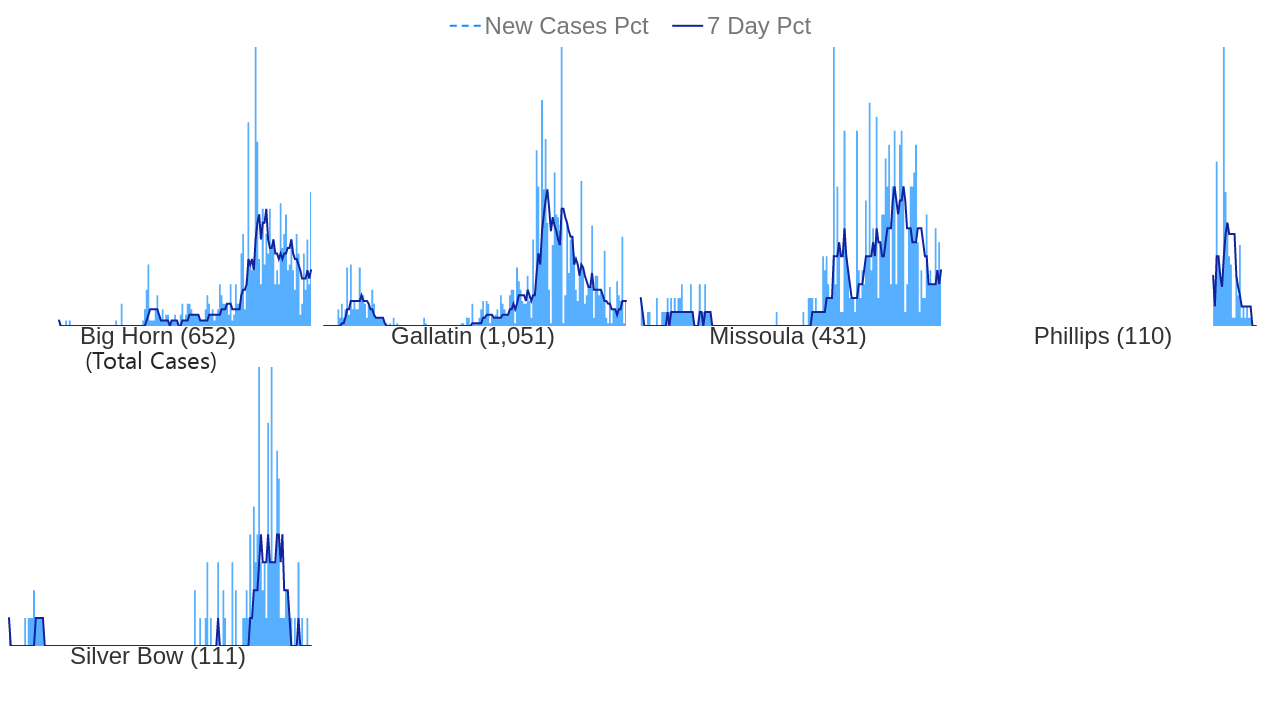 New Cases Pct 7 Day Pct
Big Horn (652) Gallatin (1,051) Missoula (431) Phillips (110)
(Total Cases)
Silver Bow (111)